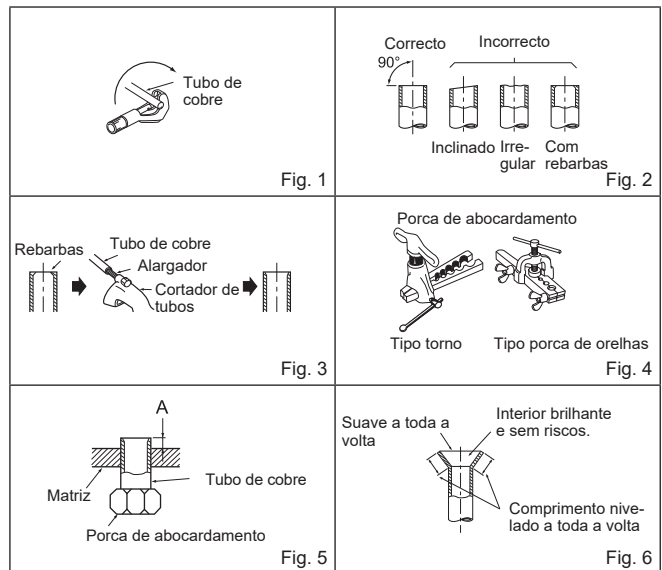 Tubo de
cobre
Fig. 1
Correcto
Incorrecto
90°
Inclinado
Irre-
gular
Com
rebarbas
Fig. 2
Rebarbas
Tubo de cobre
Alargador
Cortador de
tubos
Fig. 3
Porca de abocardamento
Tipo torno
Tipo porca de orelhas
Fig. 4
A
Matriz
Tubo de cobre
Porca de abocardamento
Fig. 5
Suave a toda a
volta
Interior brilhante
e sem riscos.
Comprimento nive-
lado a toda a volta
Fig. 6